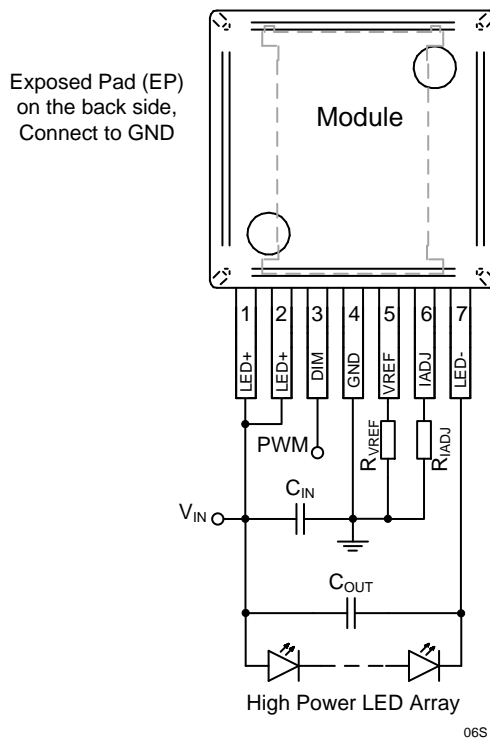 Exposed Pad (EP)
on the back side,
Connect to GND
Module
1 2 3 4 5 6 7
LED+ LED+ DIM GND VREF IADJ LED-
PWM
RVREF
RIADJ
CIN
VIN
COUT
High Power LED Array
06S